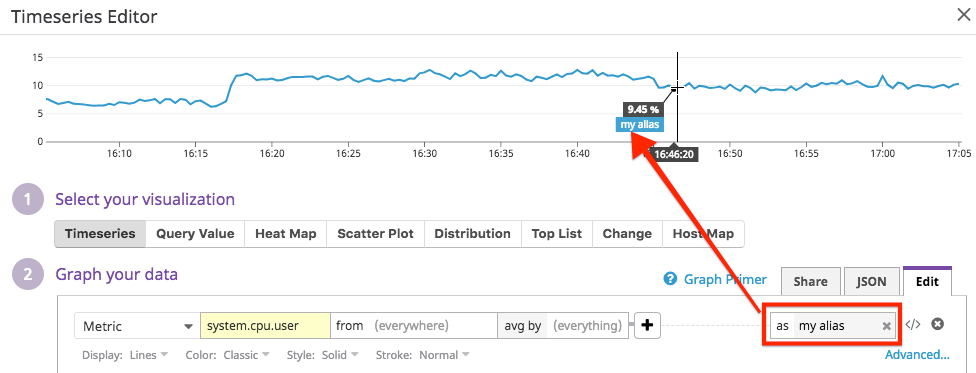 Timeseries Editor
15
10
5
0
9.45 %
my alias
16:46:20
16:10 16:15 16:20 16:25 16:30 16:35 16:40 16:50 16:55 17:00 17:05
1 Select your visualization
Timeseries Query Value Heat Map Scatter Plot Distribution Top List Change Host Map
2 Graph your data
? Graph Primer Share JSON Edit
Metric system.cpu.user from (everywhere) avg by (everything) + as my alias × </>
Display: Lines Color: Classic Style: Solid Stroke: Normal Advanced...